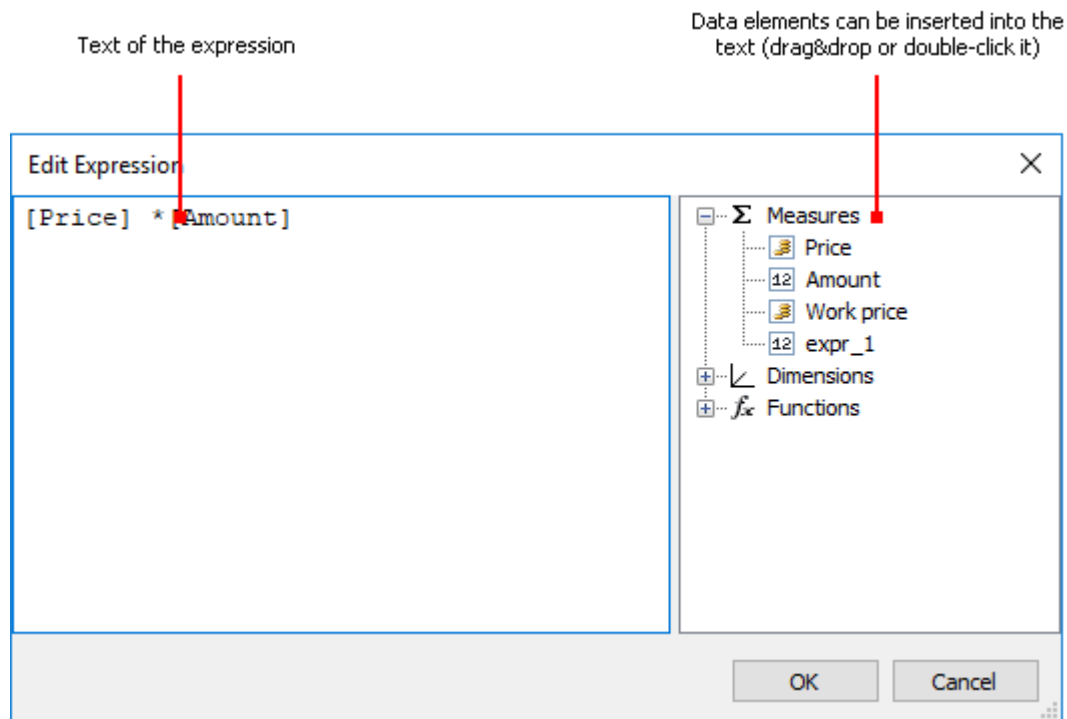 Data elements can be inserted into the
Text of the expression
text (drag&drop or double-click it)
Edit Expression
[Price] *[Amount]
Σ Measures
Price
12 Amount
Work price
12 expr_1
Dimensions
fx Functions
OK
Cancel